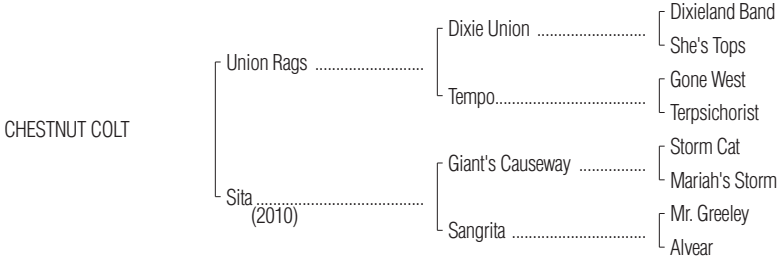 Dixieland Band
Dixie Union ..............................
She's Tops
Union Rags ..........................
Gone West
Tempo..........................................
Terpsichorist
CHESTNUT COLT
Storm Cat
Giant's Causeway ..................
Mariah's Storm
Sita ..........................................
(2010)
Mr. Greeley
Sangrita ...................................
Alvear